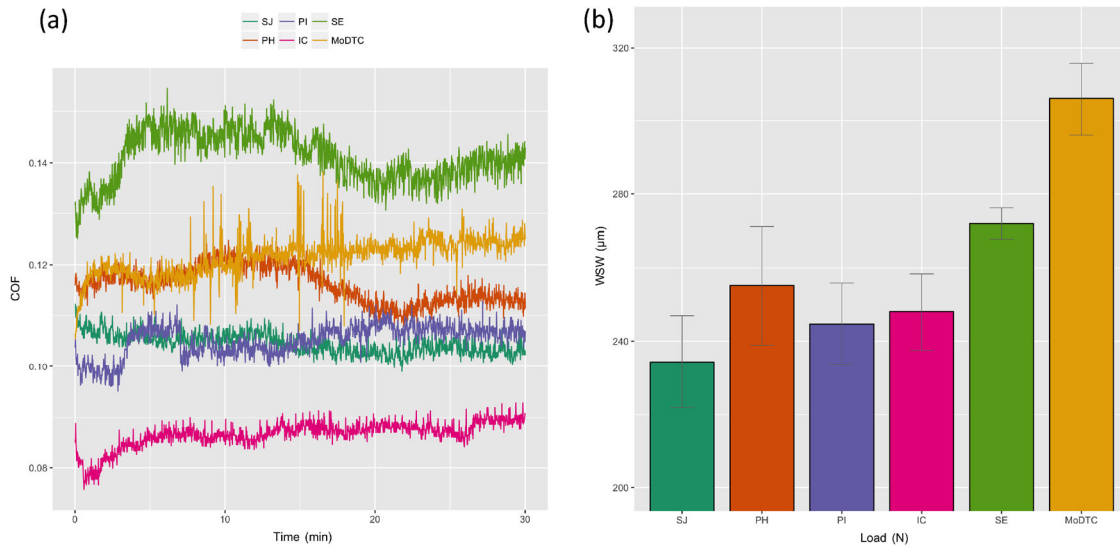 (a)
SJ PI SE
PH IC MoDTC
COF
0.14
0.12
0.10
0.08
0 10 20 30
Time (min)
(b)
WSW (μm)
320
280
240
200
SJ PH PI IC SE MoDTC
Load (N)